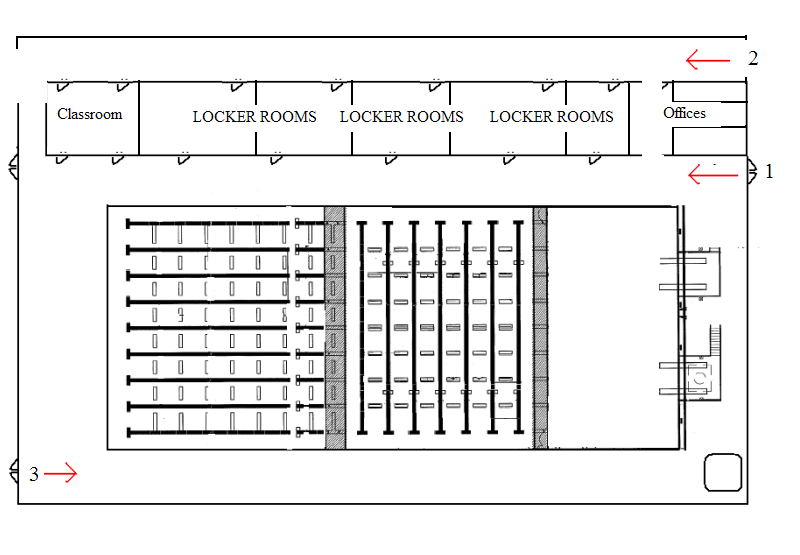 2
Classroom
LOCKER ROOMS
LOCKER ROOMS
LOCKER ROOMS
Offices
1
3